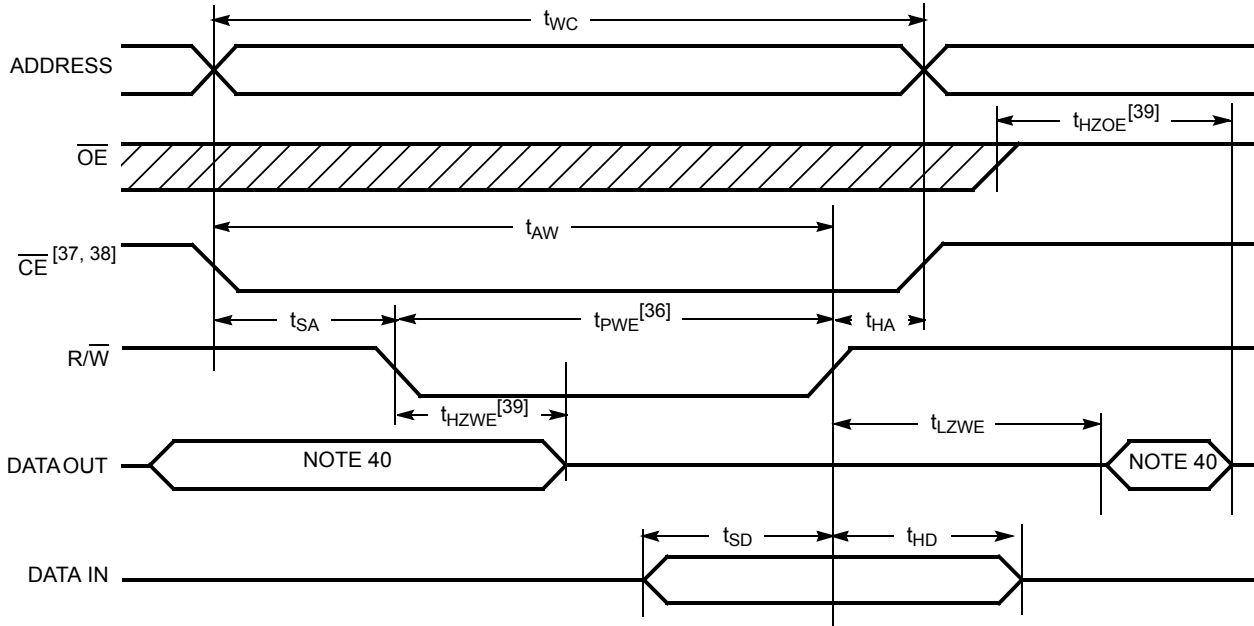 tWC
ADDRESS
tHZOE[39]
OE
tAW
CE [37, 38]
tSA
tPWE[36]
tHA
R/W
tHZWE[39]
tLZWE
DATA OUT
NOTE 40
NOTE 40
tSD
tHD
DATA IN